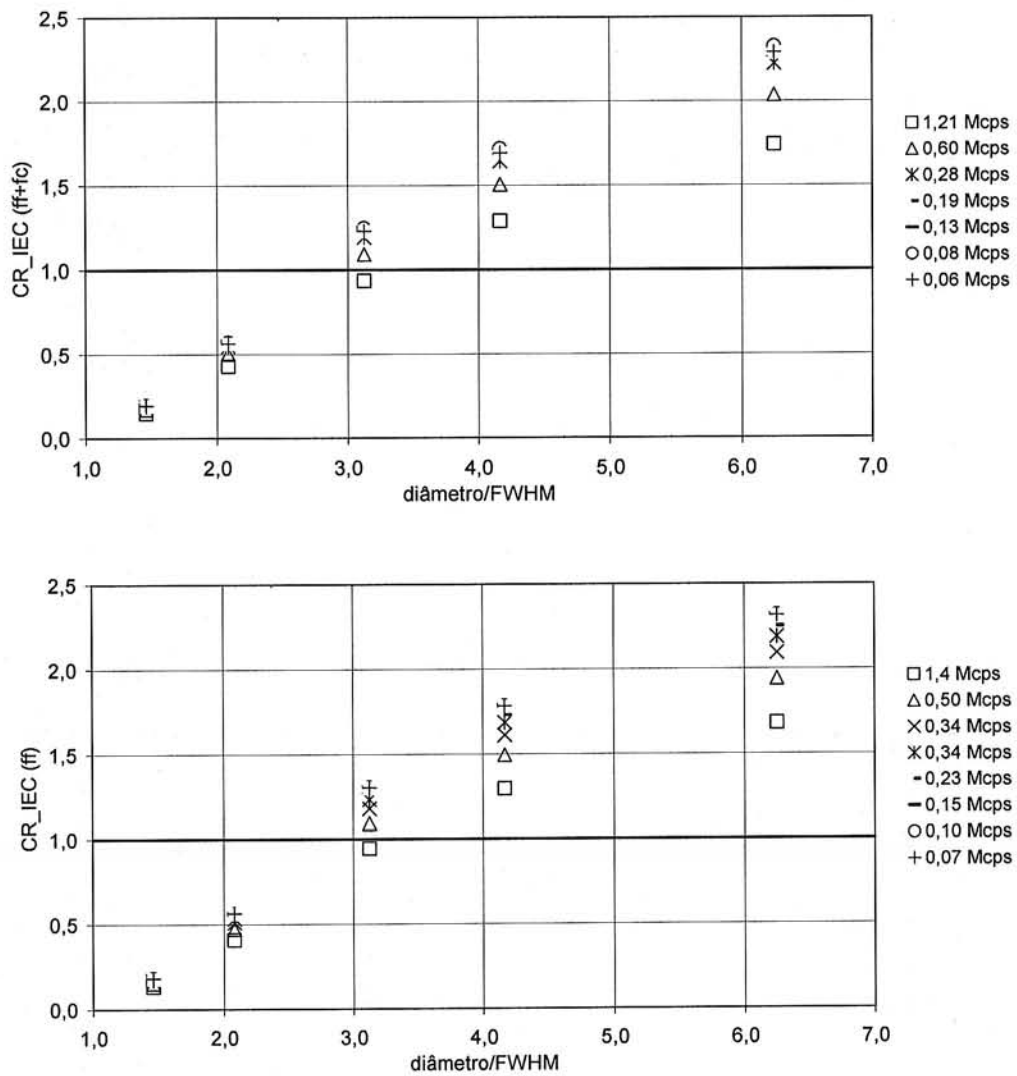 2,5
2,0
1,5
1,0
0,5
0,0
CR_IEC (ff+fc)
1,0 2,0 3,0 4,0 5,0 6,0 7,0
diâmetro/FWHM
1,21 Mcps
0,60 Mcps
0,28 Mcps
0,19 Mcps
0,13 Mcps
0,08 Mcps
0,06 Mcps
2,5
2,0
1,5
1,0
0,5
0,0
CR_IEC (ff)
1,0 2,0 3,0 4,0 5,0 6,0 7,0
diâmetro/FWHM
1,4 Mcps
0,50 Mcps
0,34 Mcps
0,34 Mcps
0,23 Mcps
0,15 Mcps
0,10 Mcps
0,07 Mcps